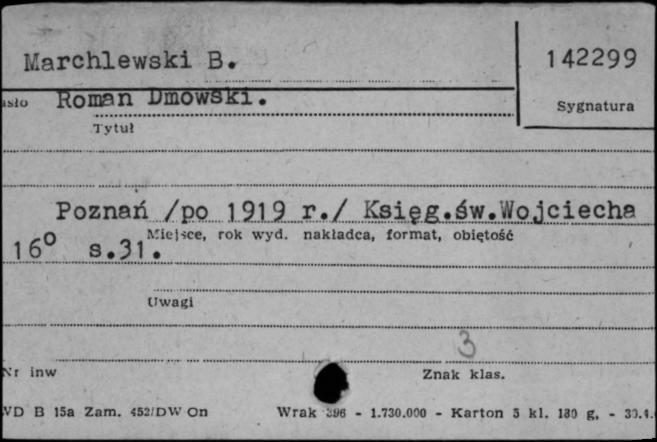 Marchlewski B.
142299
Roman Dmowski.
Sygnatura
Tytuł
Poznań /po 1919 r./ Księg.św.Wojciecha
Miejsce, rok wyd. nakładca, format, objętość
16° s.31.
Uwagi
3
Nr inw
Znak klas.
WD B 15a Zam. 452/DW On Wrak 396 - 1.730.000 - Karton 5 kl. 180 g, -